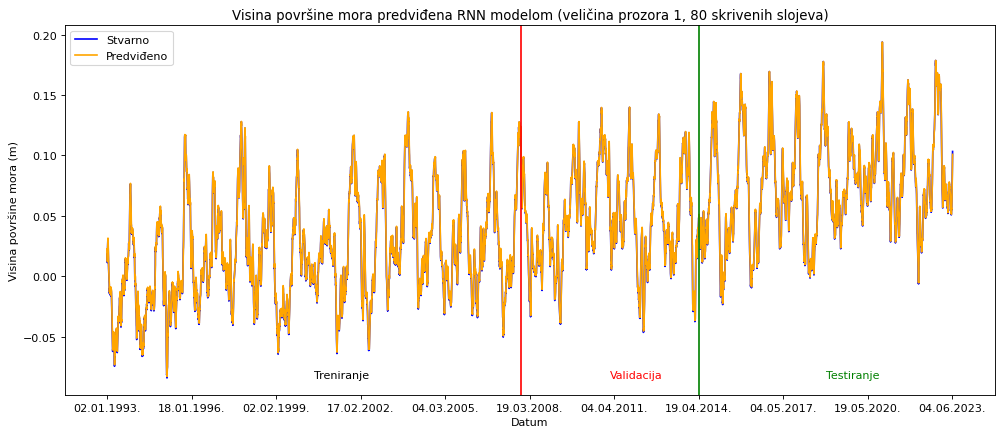 Visina površine mora predviđena RNN modelom (veličina prozora 1, 80 skrivenih slojeva)
Stvarno
Predviđeno
Visina površine mora (m)
0.20
0.15
0.10
0.05
0.00
−0.05
Treniranje
Validacija
Testiranje
02.01.1993.
18.01.1996.
02.02.1999.
17.02.2002.
04.03.2005.
19.03.2008.
04.04.2011.
19.04.2014.
04.05.2017.
19.05.2020.
04.06.2023.
Datum